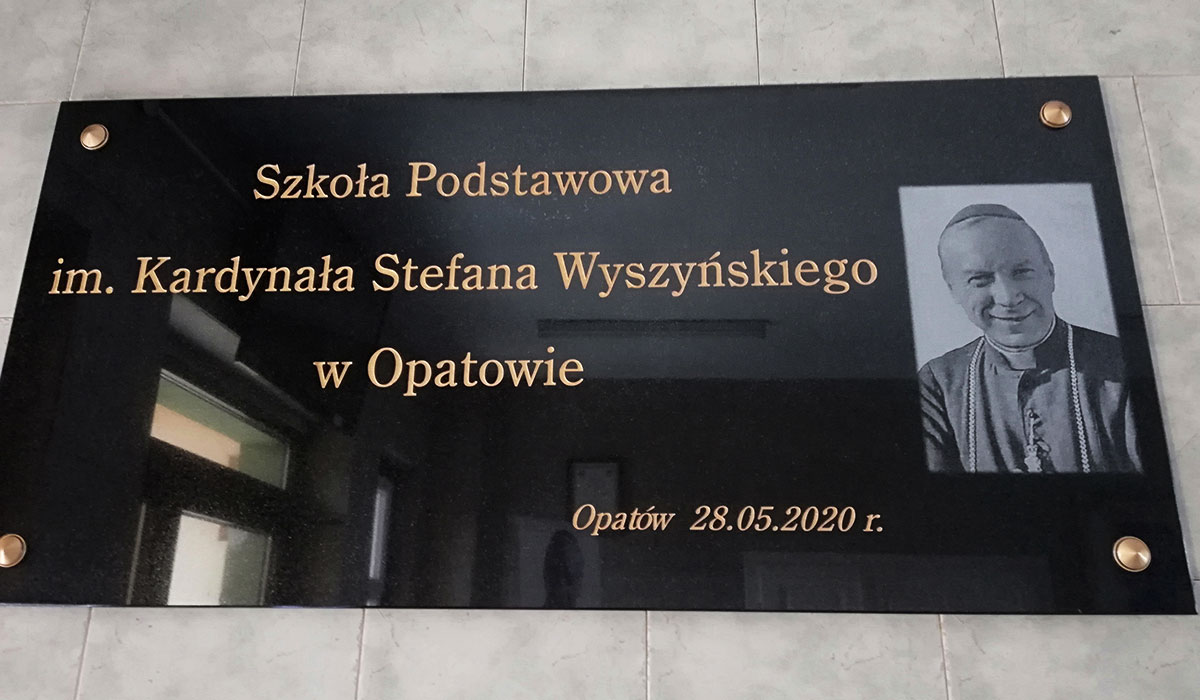 Szkoła Podstawowa
im. Kardynała Stefana Wyszyńskiego
w Opatowie
Opatów 28.05.2020 r.